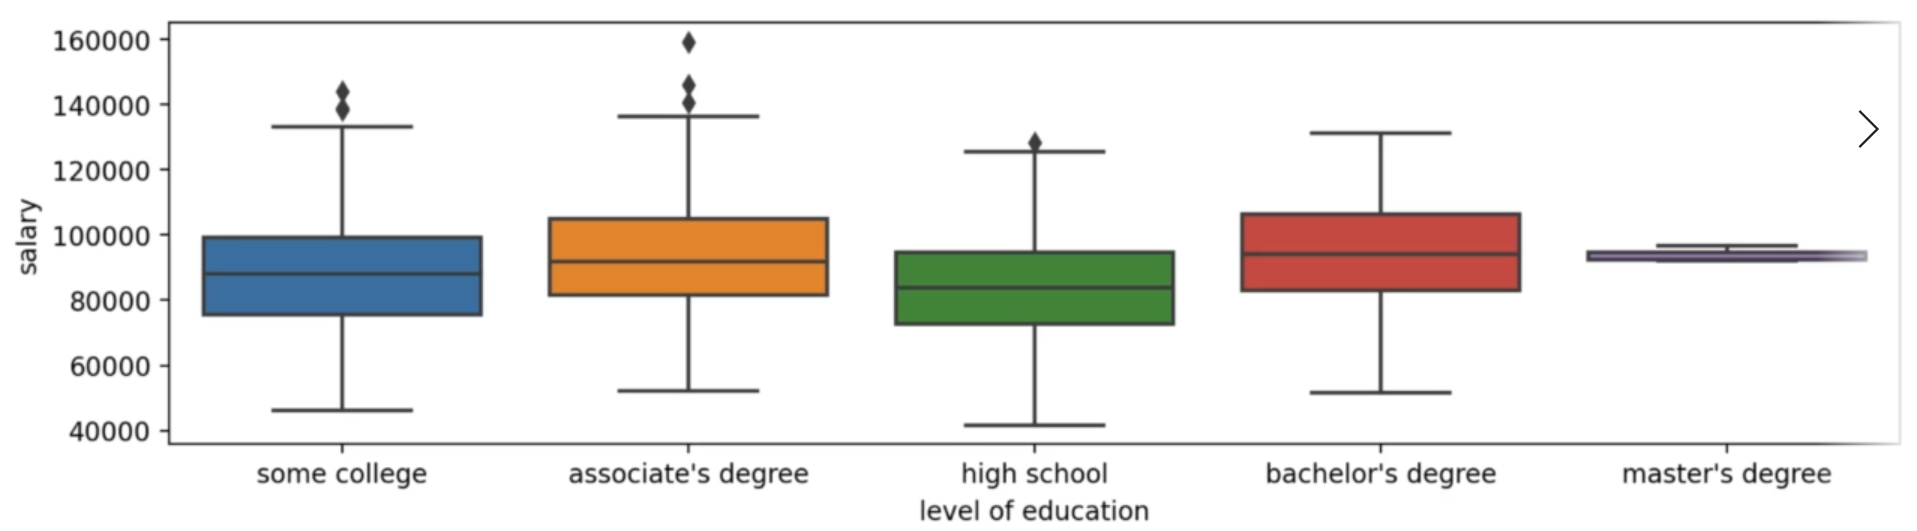 160000
140000
120000
100000
80000
60000
40000
salary
some college
associate's degree
high school
bachelor's degree
master's degree
level of education